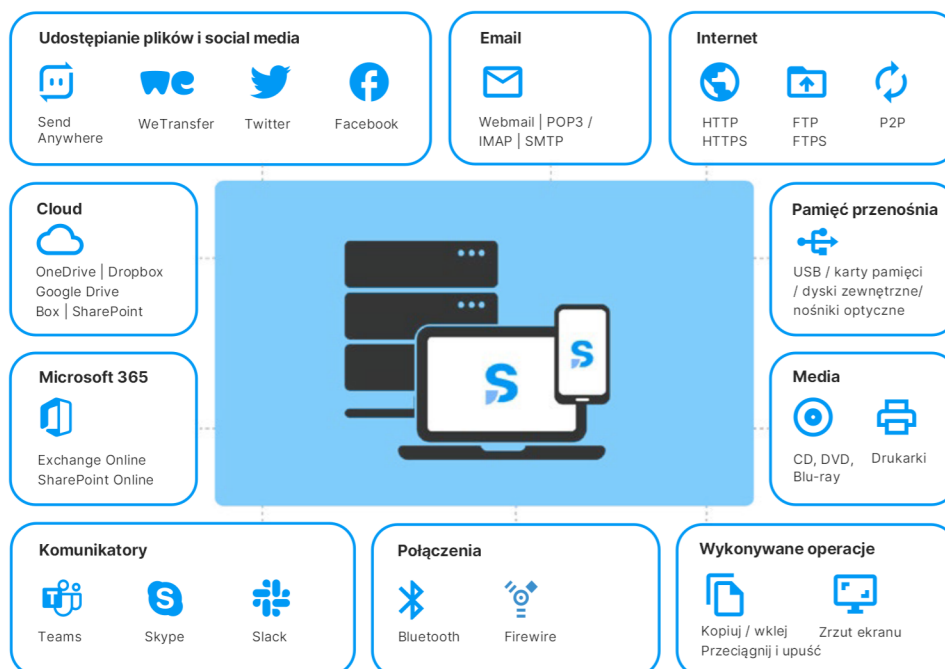 Udostępianie plików i social media
Send
Anywhere
WeTransfer
Twitter
Facebook
Email
Webmail | POP3 /
IMAP | SMTP
Internet
HTTP
HTTPS
FTP
FTPS
P2P
Cloud
OneDrive | Dropbox
Google Drive
Box | SharePoint
Pamięć przenośnia
USB / karty pamięci
/ dyski zewnętrzne/
nośniki optyczne
Microsoft 365
Exchange Online
SharePoint Online
Media
CD, DVD,
Blu-ray
Drukarki
Komunikatory
Teams
Skype
Slack
Połączenia
Bluetooth
Firewire
Wykonywane operacje
Kopiuj / wklej
Przeciągnij i upuść
Zrzut ekranu